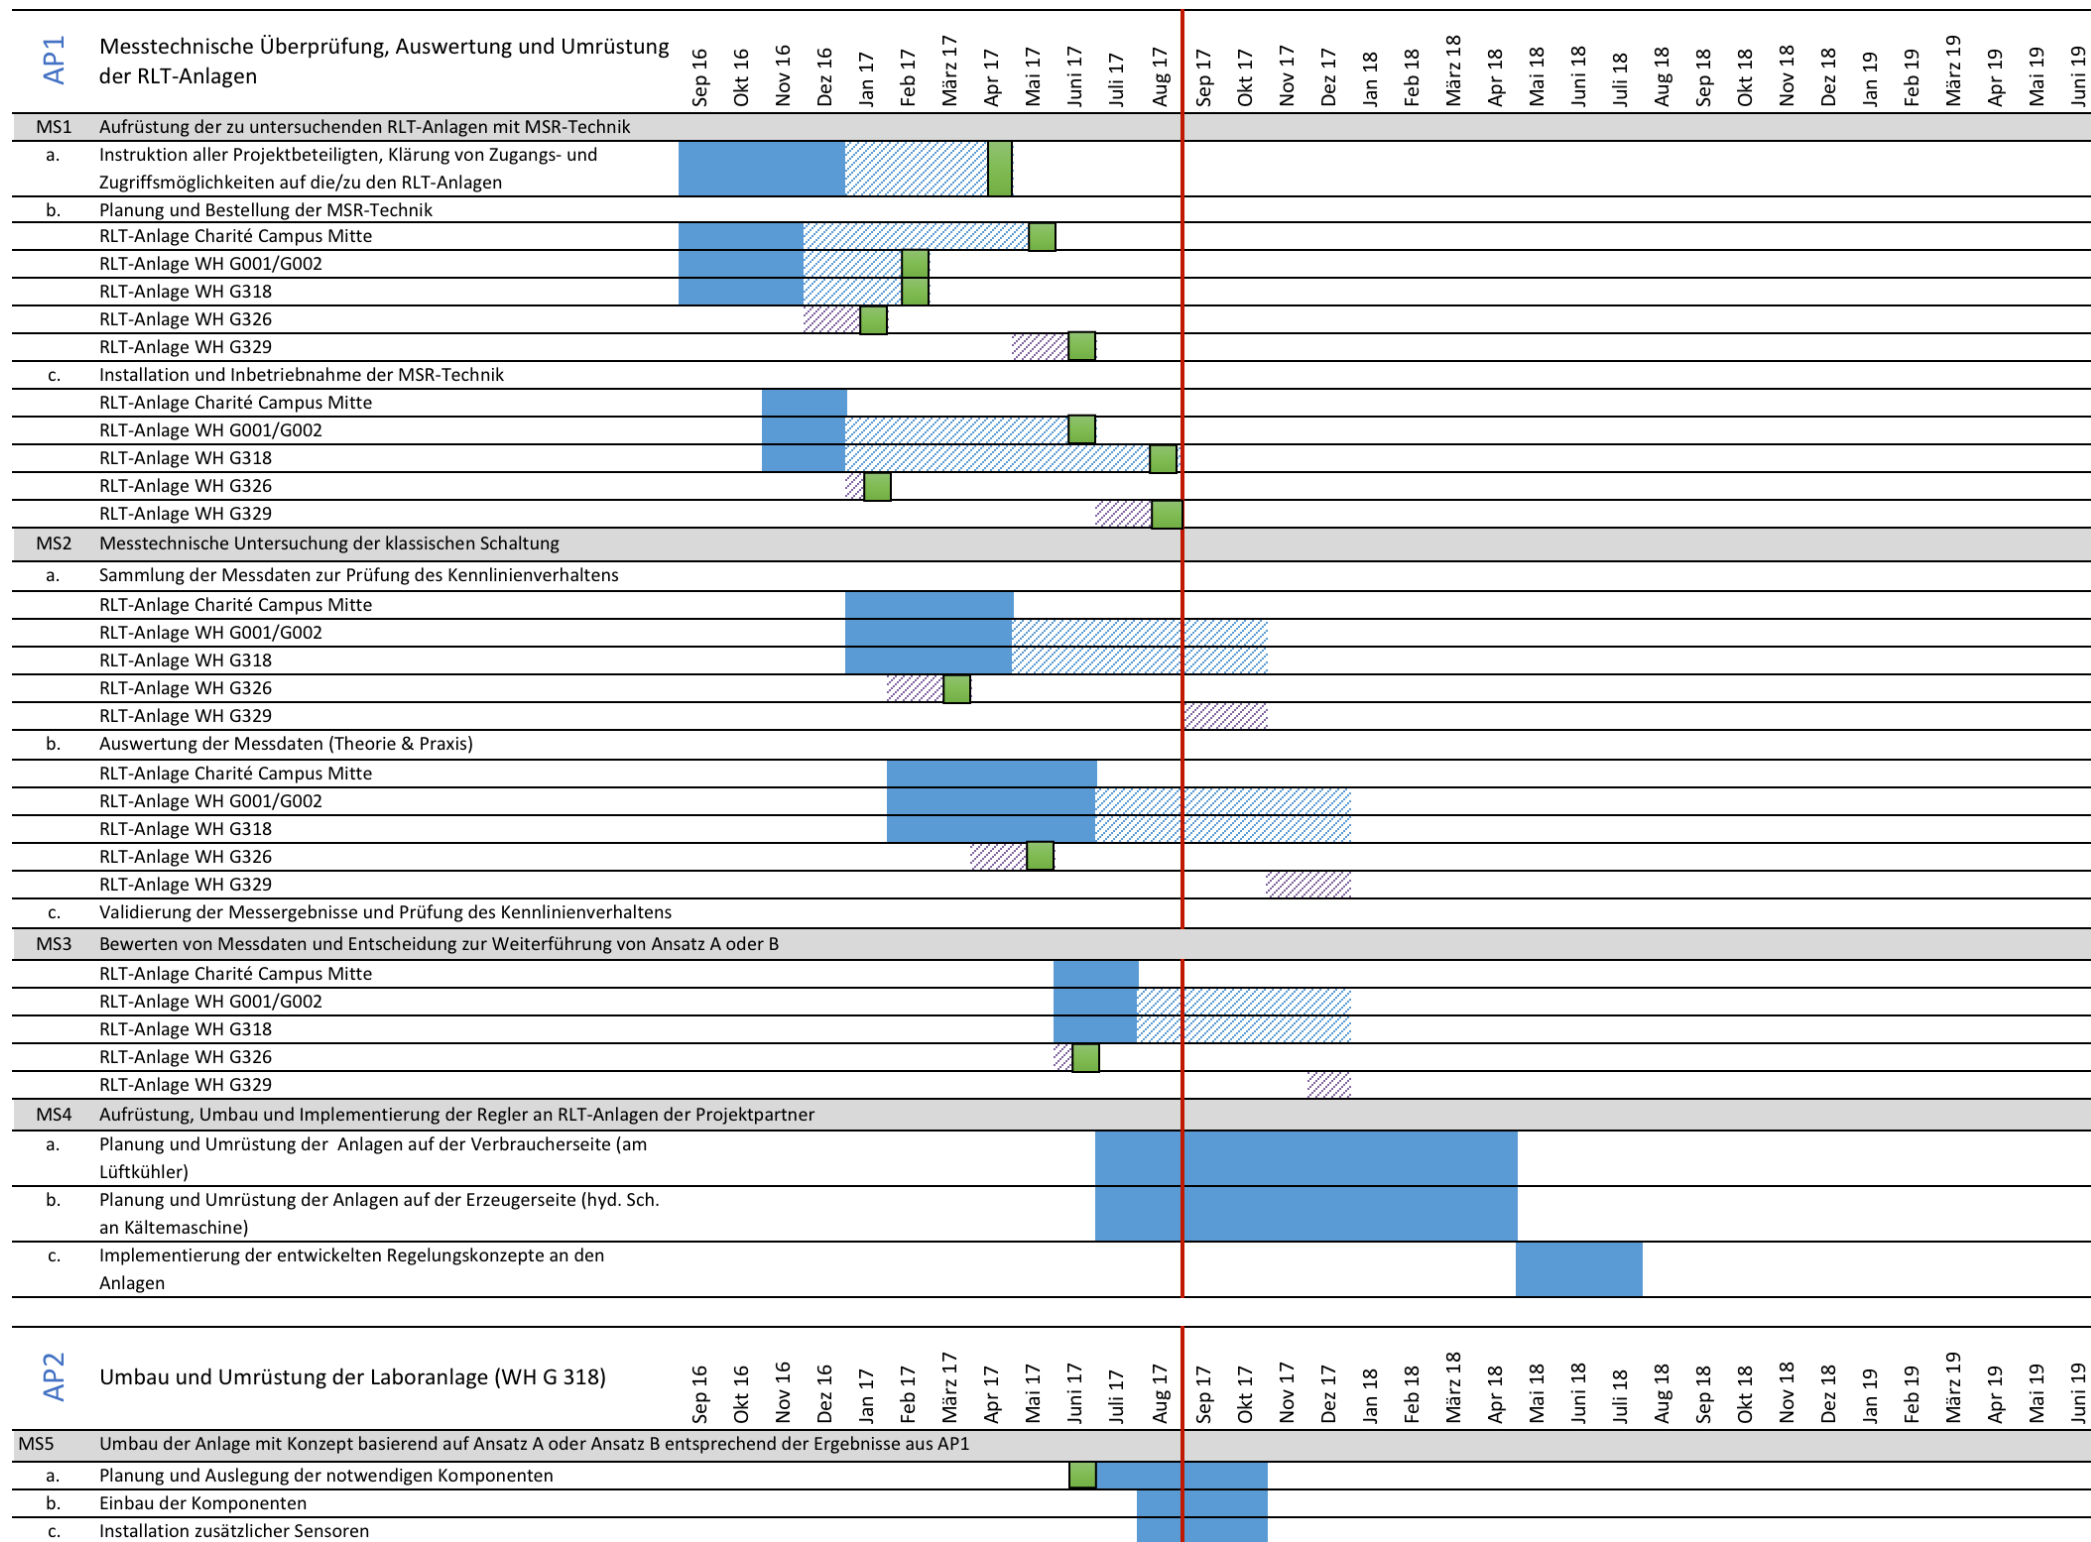 AP1
Messtechnische Überprüfung, Auswertung und Umrüstung
der RLT-Anlagen
Sep 16 Okt 16 Nov 16 Dez 16 Jan 17 Feb 17 März 17 Apr 17 Mai 17 Juni 17 Juli 17 Aug 17 Sep 17 Okt 17 Nov 17 Dez 17 Jan 18 Feb 18 März 18 Apr 18 Mai 18 Juni 18 Juli 18 Aug 18 Sep 18 Okt 18 Nov 18 Dez 18 Jan 19 Feb 19 März 19 Apr 19 Mai 19 Juni 19
MS1 Aufrüstung der zu untersuchenden RLT-Anlagen mit MSR-Technik
a. Instruktion aller Projektbeteiligten, Klärung von Zugangs- und
Zugriffsmöglichkeiten auf die/zu den RLT-Anlagen
b. Planung und Bestellung der MSR-Technik
RLT-Anlage Charité Campus Mitte
RLT-Anlage WH G001/G002
RLT-Anlage WH G318
RLT-Anlage WH G326
RLT-Anlage WH G329
c. Installation und Inbetriebnahme der MSR-Technik
RLT-Anlage Charité Campus Mitte
RLT-Anlage WH G001/G002
RLT-Anlage WH G318
RLT-Anlage WH G326
RLT-Anlage WH G329
MS2 Messtechnische Untersuchung der klassischen Schaltung
a. Sammlung der Messdaten zur Prüfung des Kennlinienverhaltens
RLT-Anlage Charité Campus Mitte
RLT-Anlage WH G001/G002
RLT-Anlage WH G318
RLT-Anlage WH G326
RLT-Anlage WH G329
b. Auswertung der Messdaten (Theorie & Praxis)
RLT-Anlage Charité Campus Mitte
RLT-Anlage WH G001/G002
RLT-Anlage WH G318
RLT-Anlage WH G326
RLT-Anlage WH G329
c. Validierung der Messergebnisse und Prüfung des Kennlinienverhaltens
MS3 Bewerten von Messdaten und Entscheidung zur Weiterführung von Ansatz A oder B
RLT-Anlage Charité Campus Mitte
RLT-Anlage WH G001/G002
RLT-Anlage WH G318
RLT-Anlage WH G326
RLT-Anlage WH G329
MS4 Aufrüstung, Umbau und Implementierung der Regler an RLT-Anlagen der Projektpartner
a. Planung und Umrüstung der Anlagen auf der Verbraucherseite (am
Lüftkühler)
b. Planung und Umrüstung der Anlagen auf der Erzeugerseite (hyd. Sch.
an Kältemaschine)
c. Implementierung der entwickelten Regelungskonzepte an den
Anlagen
AP2
Umbau und Umrüstung der Laboranlage (WH G 318)
Sep 16 Okt 16 Nov 16 Dez 16 Jan 17 Feb 17 März 17 Apr 17 Mai 17 Juni 17 Juli 17 Aug 17 Sep 17 Okt 17 Nov 17 Dez 17 Jan 18 Feb 18 März 18 Apr 18 Mai 18 Juni 18 Juli 18 Aug 18 Sep 18 Okt 18 Nov 18 Dez 18 Jan 19 Feb 19 März 19 Apr 19 Mai 19 Juni 19
MS5 Umbau der Anlage mit Konzept basierend auf Ansatz A oder Ansatz B entsprechend der Ergebnisse aus AP1
a. Planung und Auslegung der notwendigen Komponenten
b. Einbau der Komponenten
c. Installation zusätzlicher Sensoren